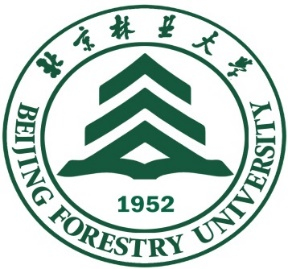 北京林业大学
1952
BEIJING FORESTRY UNIVERSITY